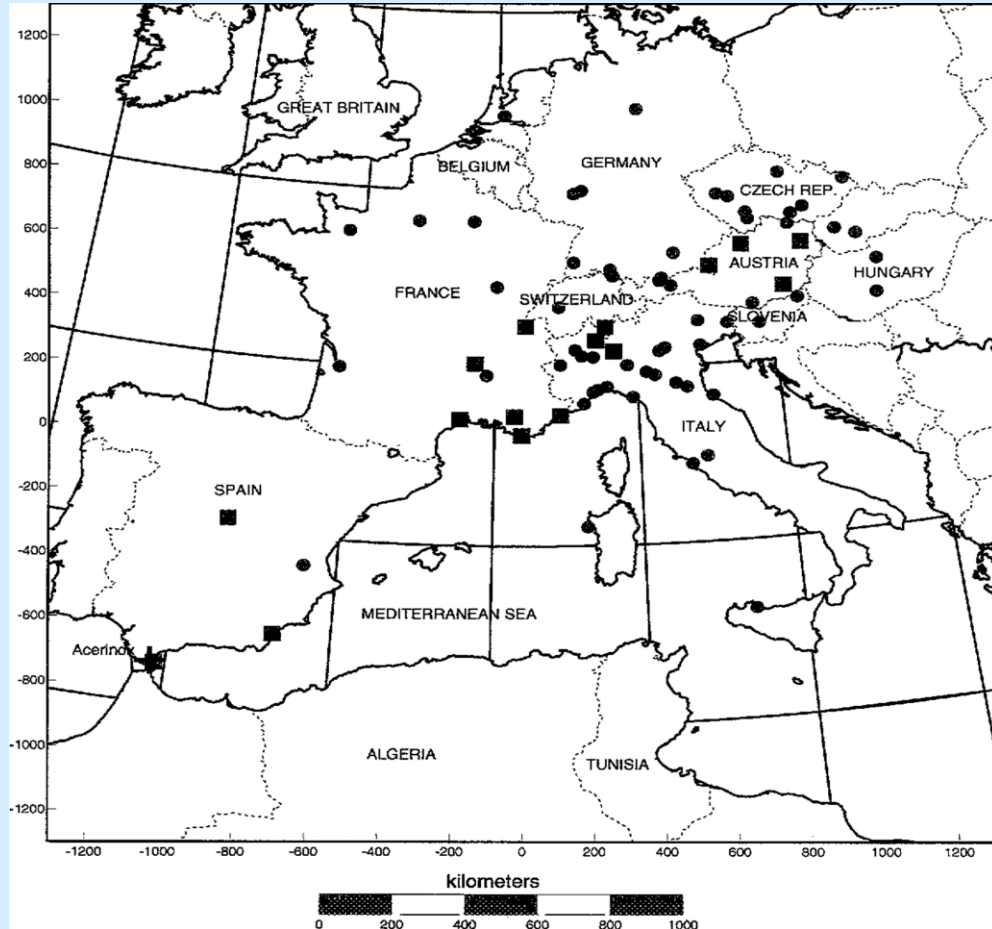 1200
1000
800
600
400
200
0
-200
-400
-600
-800
-1000
-1200
GREAT BRITAIN
BELGIUM
GERMANY
CZECH REP.
AUSTRIA
HUNGARY
FRANCE
SWITZERLAND
SLOVENIA
ITALY
SPAIN
MEDITERRANEAN SEA
Acerinox
ALGERIA
TUNISIA
-1200 -1000 -800 -600 -400 -200 0 200 400 600 800 1000 1200
kilometers
0 200 400 600 800 1000